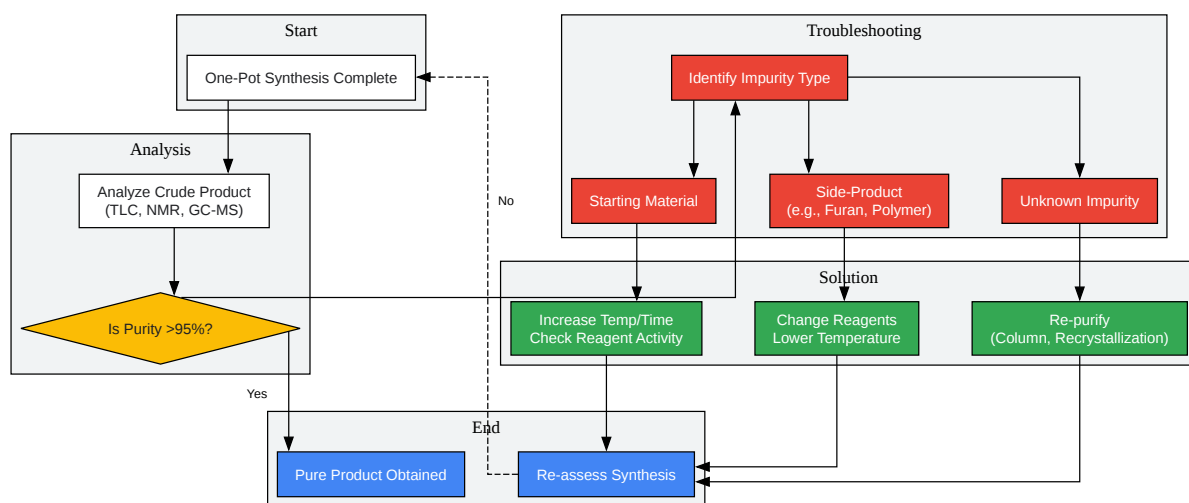 Start
One-Pot Synthesis Complete
Analysis
Analyze Crude Product
(TLC, NMR, GC-MS)
Is Purity >95%?
Yes
No
Troubleshooting
Identify Impurity Type
Starting Material
Side-Product
(e.g., Furan, Polymer)
Unknown Impurity
Solution
Increase Temp/Time
Check Reagent Activity
Change Reagents
Lower Temperature
Re-purify
(Column, Recrystallization)
End
Pure Product Obtained
Re-assess Synthesis